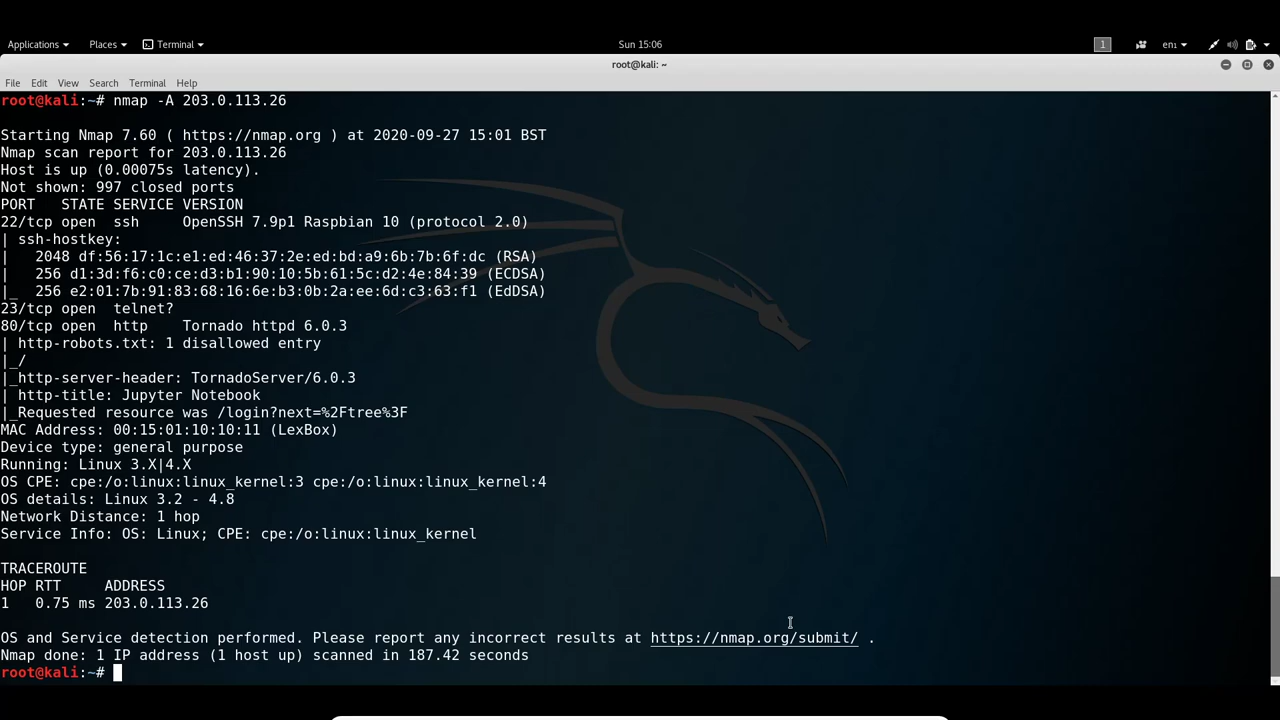 Applications Places Terminal Sun 15:06 1 en1
root@kali: ~
File Edit View Search Terminal Help
root@kali:~# nmap -A 203.0.113.26
Starting Nmap 7.60 ( https://nmap.org ) at 2020-09-27 15:01 BST
Nmap scan report for 203.0.113.26
Host is up (0.00075s latency).
Not shown: 997 closed ports
PORT   STATE SERVICE VERSION
22/tcp open  ssh     OpenSSH 7.9p1 Raspbian 10 (protocol 2.0)
| ssh-hostkey:
|   2048 df:56:17:1c:e1:ed:46:37:2e:ed:bd:a9:6b:7b:6f:dc (RSA)
|   256 d1:3d:f6:c0:ce:d3:b1:90:10:5b:61:5c:d2:4e:84:39 (ECDSA)
|_  256 e2:01:7b:91:83:68:16:6e:b3:0b:2a:ee:6d:c3:63:f1 (EdDSA)
23/tcp open  telnet?
80/tcp open  http    Tornado httpd 6.0.3
| http-robots.txt: 1 disallowed entry
|_/
|_http-server-header: TornadoServer/6.0.3
| http-title: Jupyter Notebook
|_Requested resource was /login?next=%2Ftree%3F
MAC Address: 00:15:01:10:10:11 (LexBox)
Device type: general purpose
Running: Linux 3.X|4.X
OS CPE: cpe:/o:linux:linux_kernel:3 cpe:/o:linux:linux_kernel:4
OS details: Linux 3.2 - 4.8
Network Distance: 1 hop
Service Info: OS: Linux; CPE: cpe:/o:linux:linux_kernel
TRACEROUTE
HOP RTT     ADDRESS
1   0.75 ms 203.0.113.26
OS and Service detection performed. Please report any incorrect results at https://nmap.org/submit/ .
Nmap done: 1 IP address (1 host up) scanned in 187.42 seconds
root@kali:~#